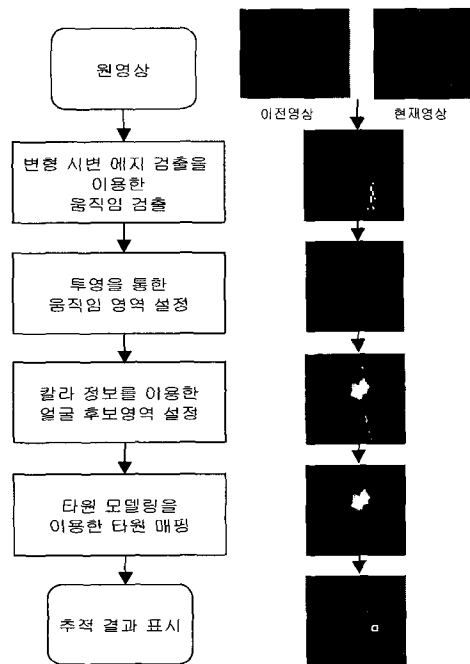 원영상
이전영상
현재영상
변형 시변 에지 검출을
이용한
움직임 검출
투영을 통한
움직임 영역 설정
칼라 정보를 이용한
얼굴 후보영역 설정
타원 모델링을
이용한 타원 매핑
추적 결과 표시